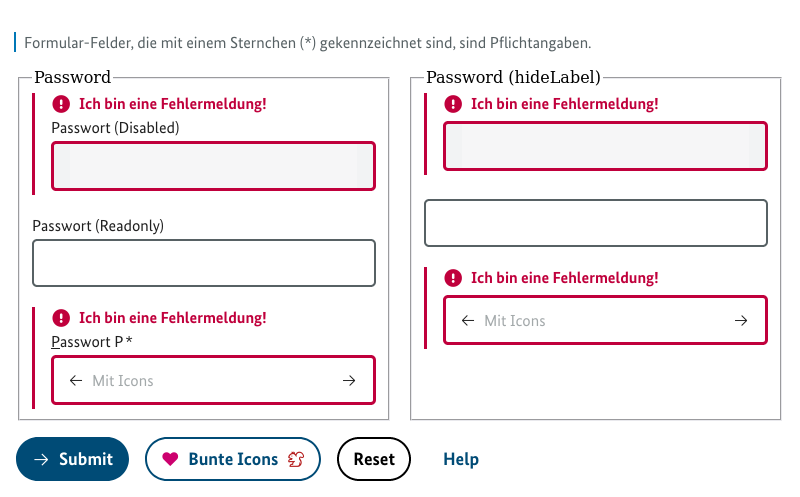 Formular-Felder, die mit einem Sternchen (*) gekennzeichnet sind, sind Pflichtangaben.
Password
Ich bin eine Fehlermeldung!
Passwort (Disabled)
Passwort (Readonly)
Ich bin eine Fehlermeldung!
Passwort P *
Mit Icons
Password (hideLabel)
Ich bin eine Fehlermeldung!
Ich bin eine Fehlermeldung!
Mit Icons
Submit
Bunte Icons
Reset
Help